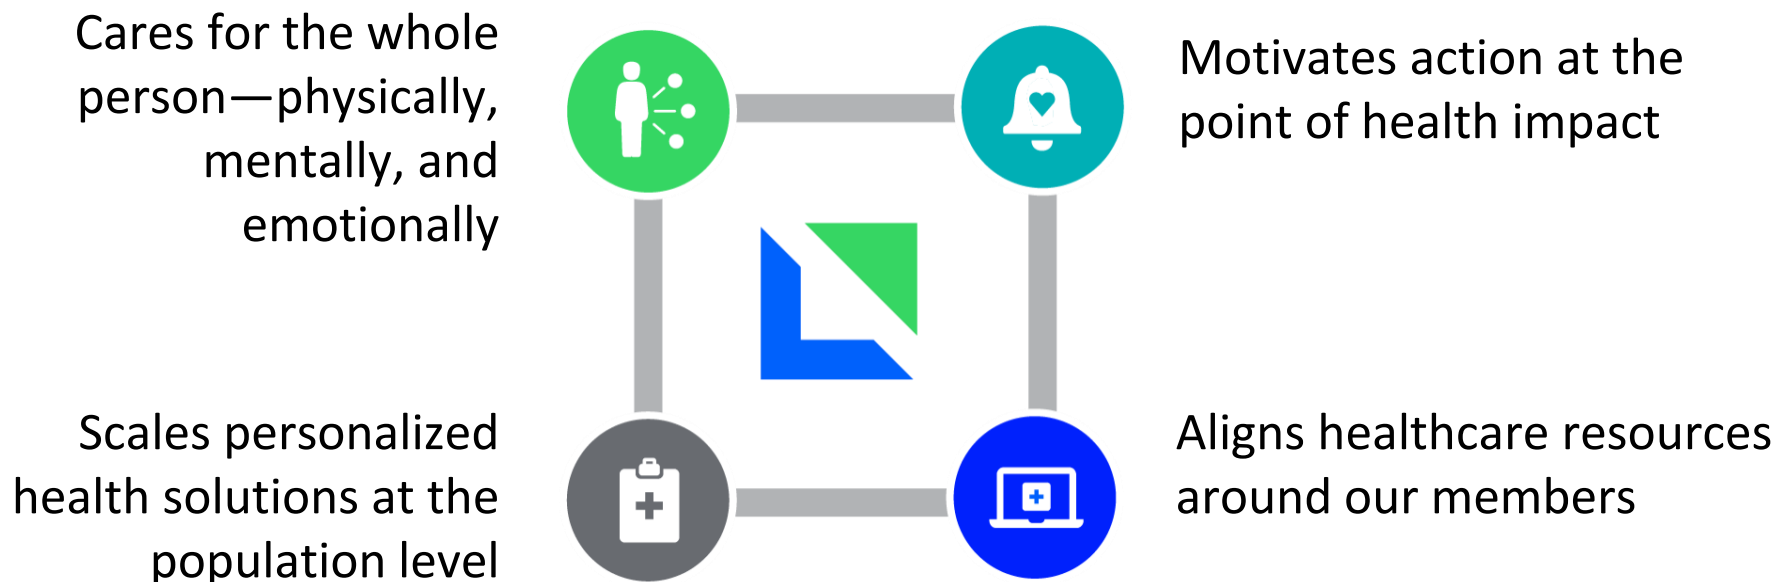 Cares for the whole
person—physically,
mentally, and
emotionally
Motivates action at the
point of health impact
Scales personalized
health solutions at the
population level
Aligns healthcare resources
around our members